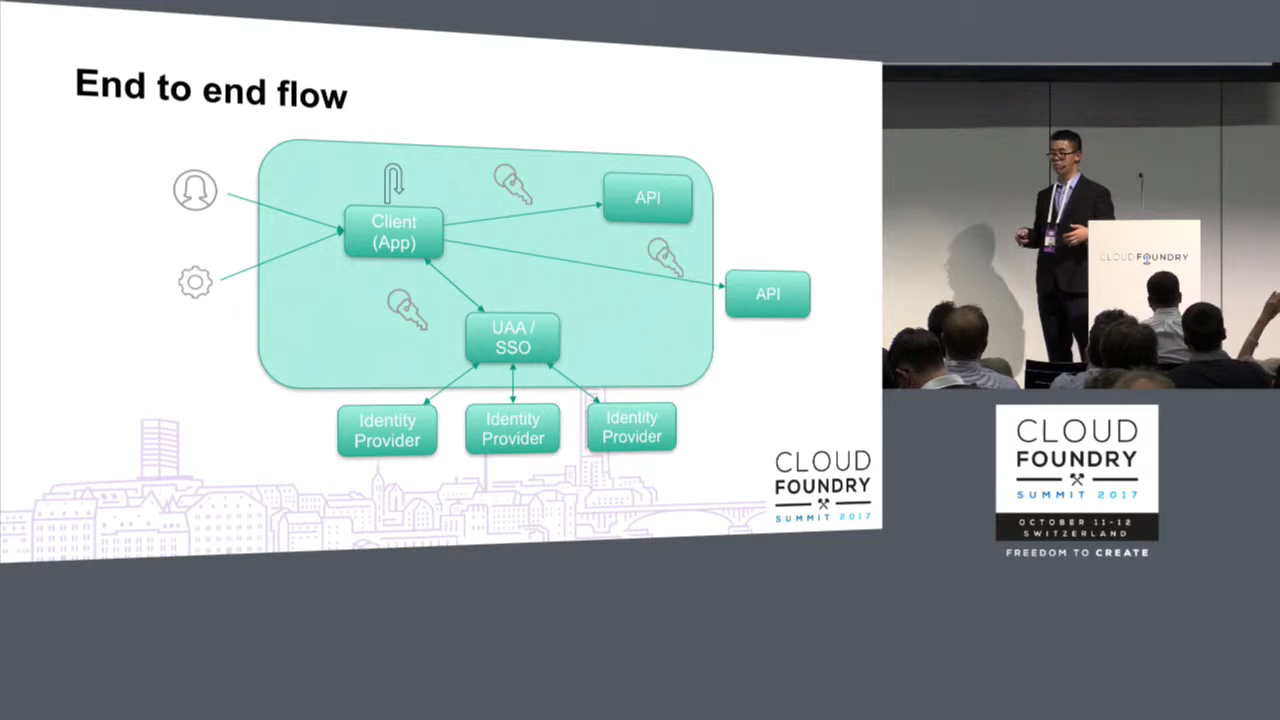 End to end flow
Client
(App)
API
API
UAA /
SSO
Identity
Provider
Identity
Provider
Identity
Provider
CLOUD
FOUNDRY
SUMMIT 2017
CLOUD FOUNDRY
CLOUD
FOUNDRY
SUMMIT 2017
OCTOBER 11-12
SWITZERLAND
FREEDOM TO CREATE